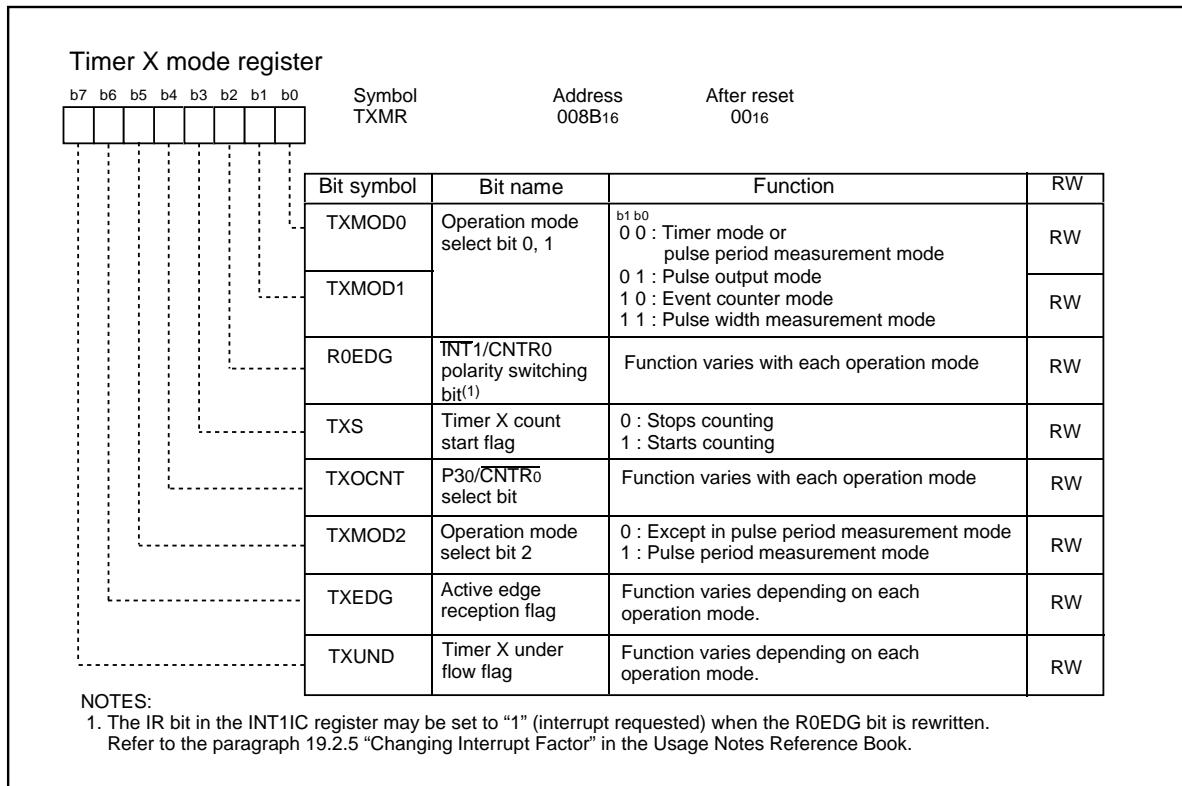 Timer X mode register
b7 b6 b5 b4 b3 b2 b1 b0
Symbol Address After reset
TXMR 008B16 0016
Bit symbol Bit name Function RW
TXMOD0 Operation mode select bit 0, 1
b1 b0
0 0 : Timer mode or
pulse period measurement mode
RW
TXMOD1
0 1 : Pulse output mode
1 0 : Event counter mode
1 1 : Pulse width measurement mode
RW
R0EDG INT1/CNTR0
polarity switching
bit(1)
Function varies with each operation mode RW
TXS Timer X count
start flag
0 : Stops counting
1 : Starts counting
RW
TXOCNT P30/CNTR0
select bit
Function varies with each operation mode RW
TXMOD2 Operation mode
select bit 2
0 : Except in pulse period measurement mode
1 : Pulse period measurement mode
RW
TXEDG Active edge
reception flag
Function varies depending on each
operation mode.
RW
TXUND Timer X under
flow flag
Function varies depending on each
operation mode.
RW
NOTES:
1. The IR bit in the INT1IC register may be set to “1” (interrupt requested) when the R0EDG bit is rewritten.
Refer to the paragraph 19.2.5 “Changing Interrupt Factor” in the Usage Notes Reference Book.